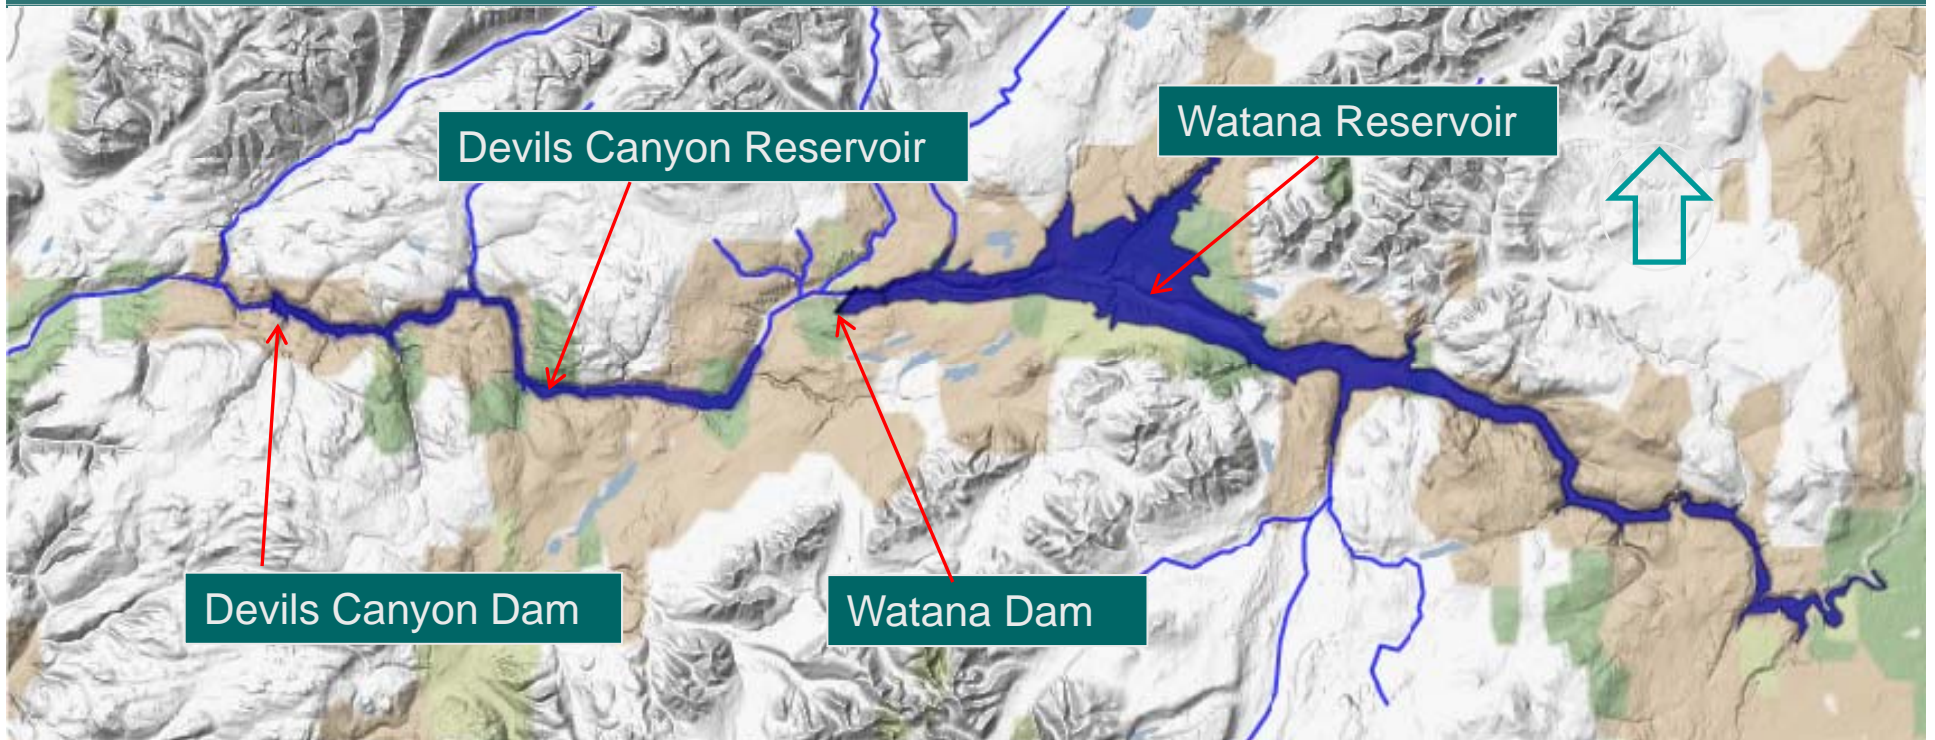 Devils Canyon Reservoir
Watana Reservoir
Devils Canyon Dam
Watana Dam